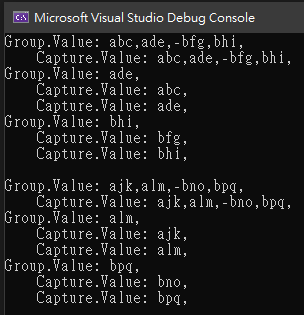 Microsoft Visual Studio Debug Console
Group.Value: abc,ade,-bfg,bhi,
Capture.Value: abc,ade,-bfg,bhi,
Group.Value: ade,
Capture.Value: abc,
Capture.Value: ade,
Group.Value: bhi,
Capture.Value: bfg,
Capture.Value: bhi,
Group.Value: ajk,alm,-bno,bpq,
Capture.Value: ajk,alm,-bno,bpq,
Group.Value: alm,
Capture.Value: ajk,
Capture.Value: alm,
Group.Value: bpq,
Capture.Value: bno,
Capture.Value: bpq,